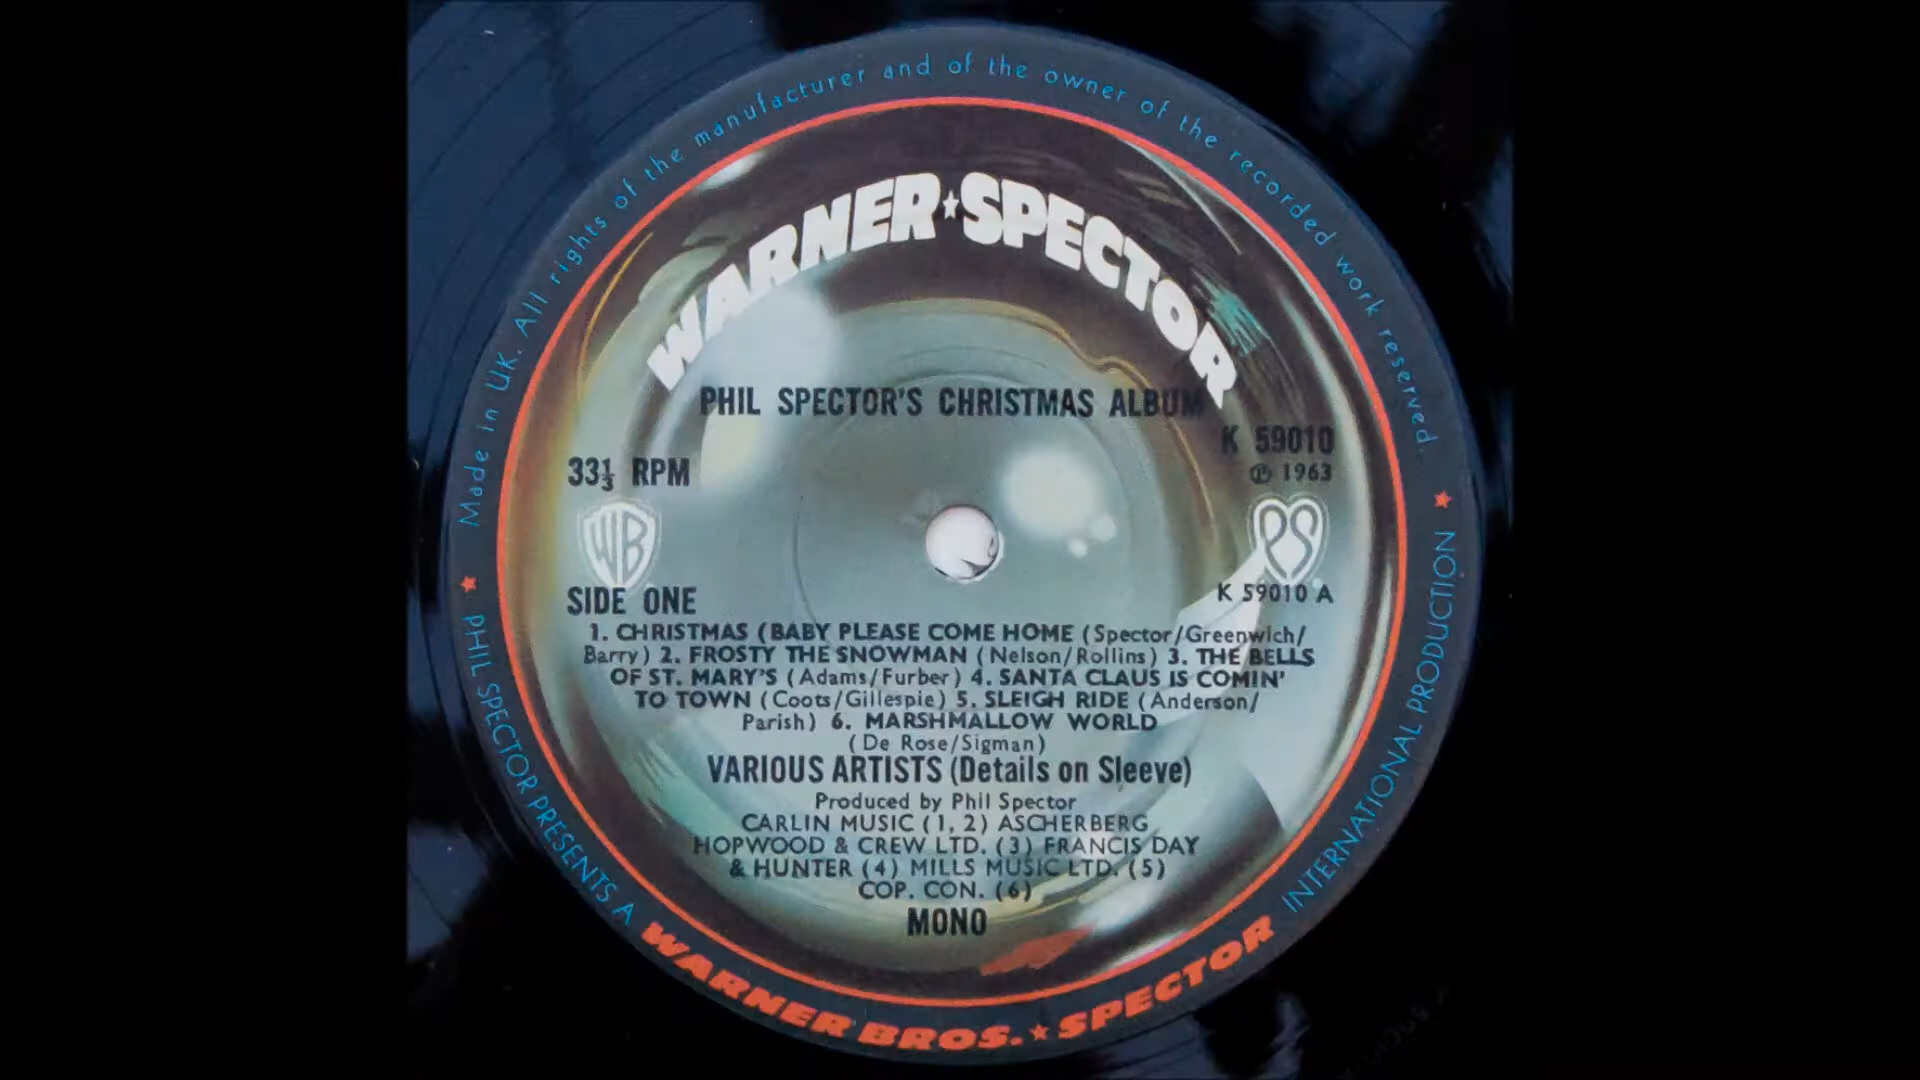 Made in UK. All rights of the manufacturer and of the owner of the recorded work reserved.
WARNER★SPECTOR
PHIL SPECTOR'S CHRISTMAS ALBUM
K 59010
℗ 1963
33⅓ RPM
WB
PS
SIDE ONE
K 59010 A
1. CHRISTMAS (BABY PLEASE COME HOME (Spector/Greenwich/
Barry) 2. FROSTY THE SNOWMAN (Nelson/Rollins) 3. THE BELLS
OF ST. MARY'S (Adams/Furber) 4. SANTA CLAUS IS COMIN'
TO TOWN (Coots/Gillespie) 5. SLEIGH RIDE (Anderson/
Parish) 6. MARSHMALLOW WORLD
(De Rose/Sigman)
VARIOUS ARTISTS (Details on Sleeve)
Produced by Phil Spector
CARLIN MUSIC (1, 2) ASCHERBERG
HOPWOOD & CREW LTD. (3) FRANCIS DAY
& HUNTER (4) MILLS MUSIC LTD. (5)
COP. CON. (6)
MONO
★ PHIL SPECTOR PRESENTS A WARNER BROS.★SPECTOR INTERNATIONAL PRODUCTION ★